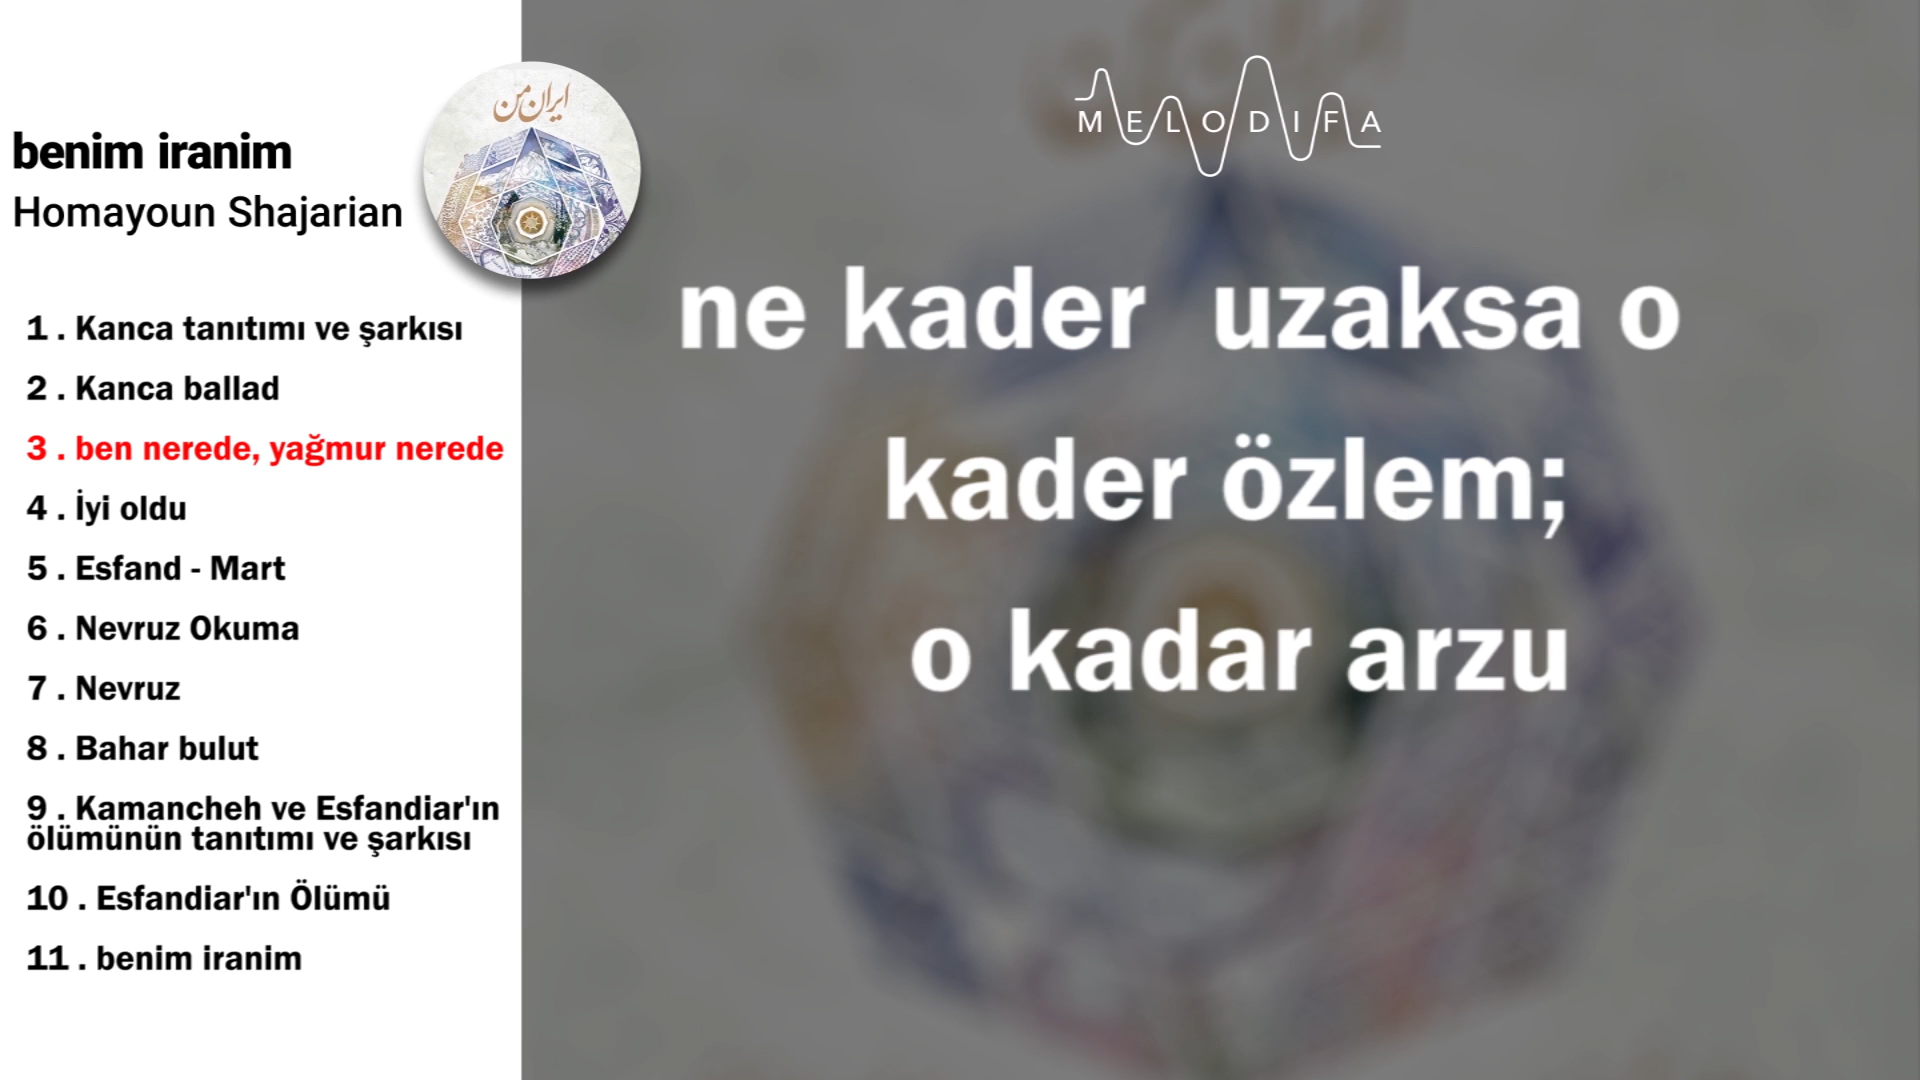 benim iranim
Homayoun Shajarian
ایران من
1 . Kanca tanıtımı ve şarkısı
2 . Kanca ballad
3 . ben nerede, yağmur nerede
4 . İyi oldu
5 . Esfand - Mart
6 . Nevruz Okuma
7 . Nevruz
8 . Bahar bulut
9 . Kamancheh ve Esfandiar'ın
ölümünün tanıtımı ve şarkısı
10 . Esfandiar'ın Ölümü
11 . benim iranim
MELODIFA
ne kader uzaksa o
kader özlem;
o kadar arzu